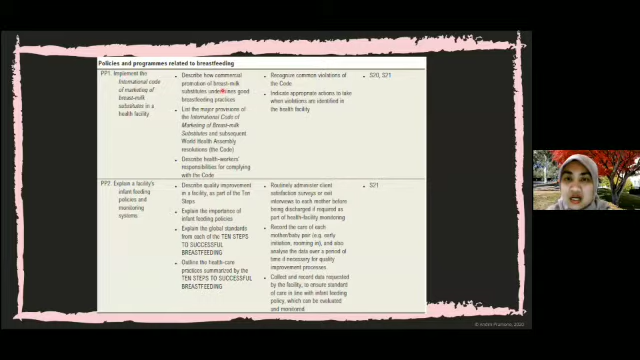 Policies and programmes related to breastfeeding
PP1. Implement the
International code
of marketing of
breast-milk
substitutes in a
health facility
• Describe how commercial
promotion of breast-milk
substitutes undermines good
breastfeeding practices
• List the major provisions of
the International Code of
Marketing of Breast-milk
Substitutes and subsequent
World Health Assembly
resolutions (the Code)
• Describe health-workers'
responsibilities for complying
with the Code
• Recognize common violations of
the Code
• Indicate appropriate actions to take
when violations are identified in
the health facility
• S20, S21
PP2. Explain a facility's
infant feeding
policies and
monitoring
systems
• Describe quality improvement
in a facility, as part of the Ten
Steps
• Explain the importance of
infant feeding policies
• Explain the global standards
from each of the TEN STEPS
TO SUCCESSFUL
BREASTFEEDING
• Outline the health-care
practices summarized by the
TEN STEPS TO SUCCESSFUL
BREASTFEEDING
• Routinely administer client
satisfaction surveys or exit
interviews to each mother before
being discharged if required as
part of health-facility monitoring
• Record the care of each
mother/baby pair (e.g. early
initiation, rooming in), and also
analyse the data over a period of
time if necessary for quality
improvement processes
• Collect and record data requested
by the facility, to ensure standard
of care in line with infant feeding
policy, which can be evaluated
and monitored
• S21
2020